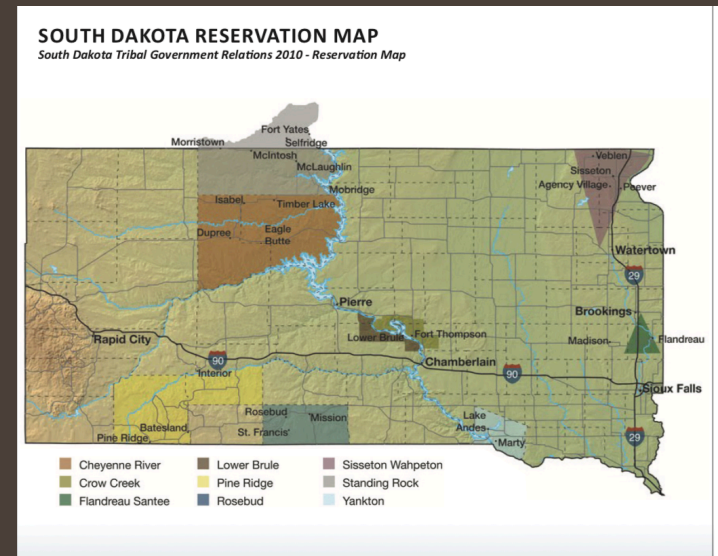 SOUTH DAKOTA RESERVATION MAP
South Dakota Tribal Government Relations 2010 - Reservation Map
Fort Yates
Morristown
Selfridge
McIntosh
McLaughlin
Mobridge
Isabel
Timber Lake
Dupree
Eagle
Butte
Veblen
Sisseton
Agency Village
Peever
Watertown
29
Pierre
Brookings
Rapid City
Lower Brule
Fort Thompson
Madison
Flandreau
90
Chamberlain
90
Interior
Sioux Falls
Rosebud
Mission
Lake
Andes
Batesland
St. Francis
Pine Ridge
Marty
29
Cheyenne River
Lower Brule
Sisseton Wahpeton
Crow Creek
Pine Ridge
Standing Rock
Flandreau Santee
Rosebud
Yankton